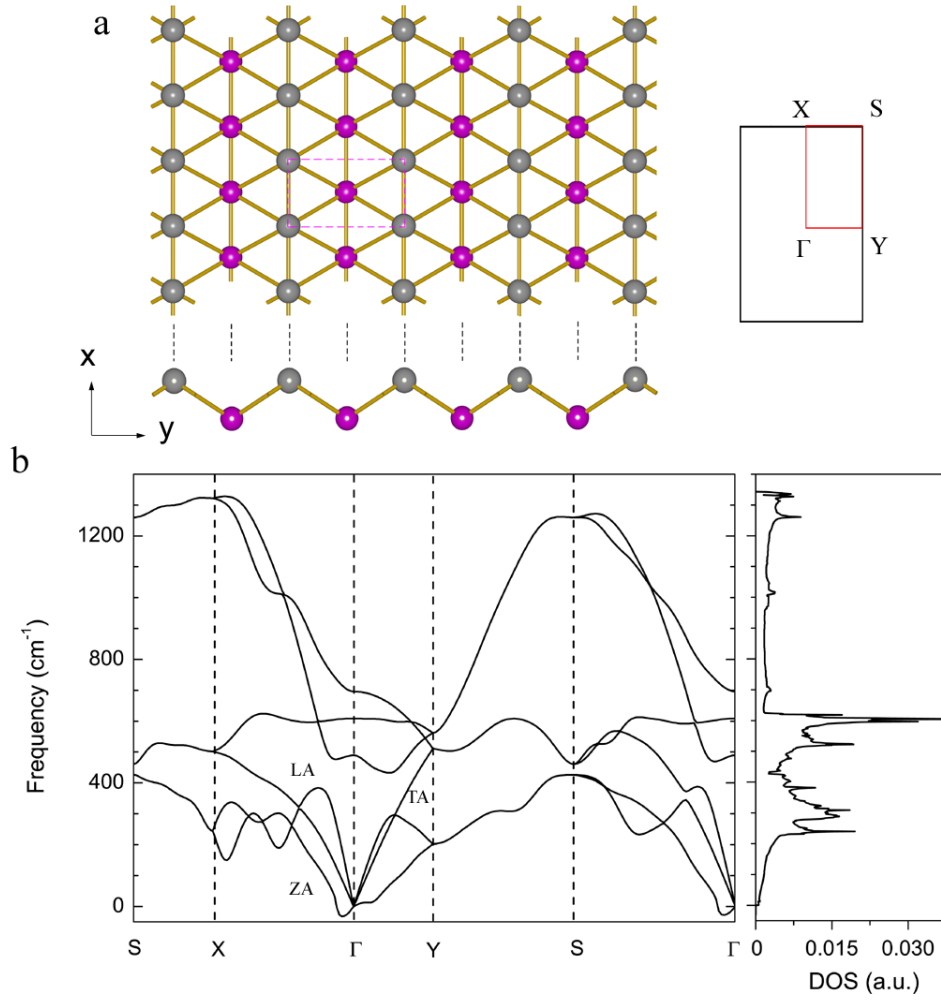 a
X S
Γ Y
x
y
b
1200
800
400
0
Frequency (cm⁻¹)
LA
TA
ZA
S X Γ Y S Γ
0 0.015 0.030
DOS (a.u.)